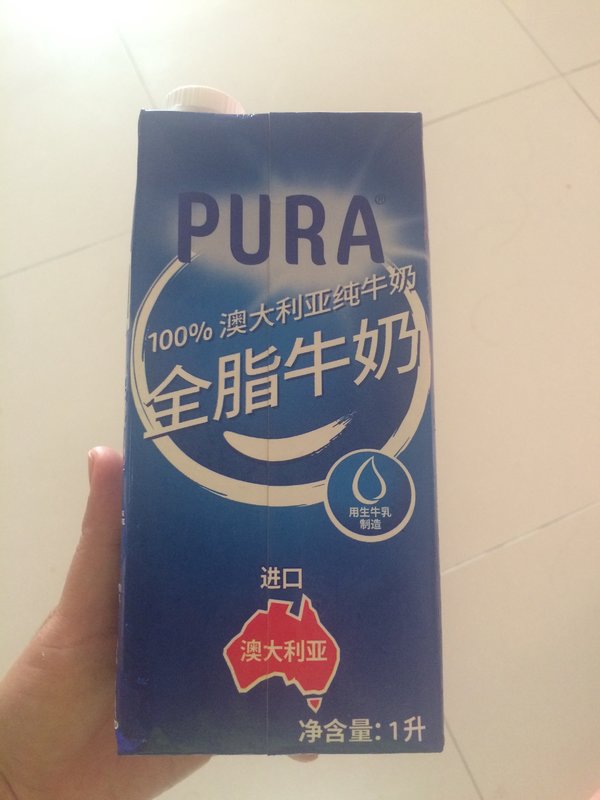 PURA®
100% 澳大利亚纯牛奶
全脂牛奶
用生牛乳
制造
进口
澳大利亚
净含量: 1升